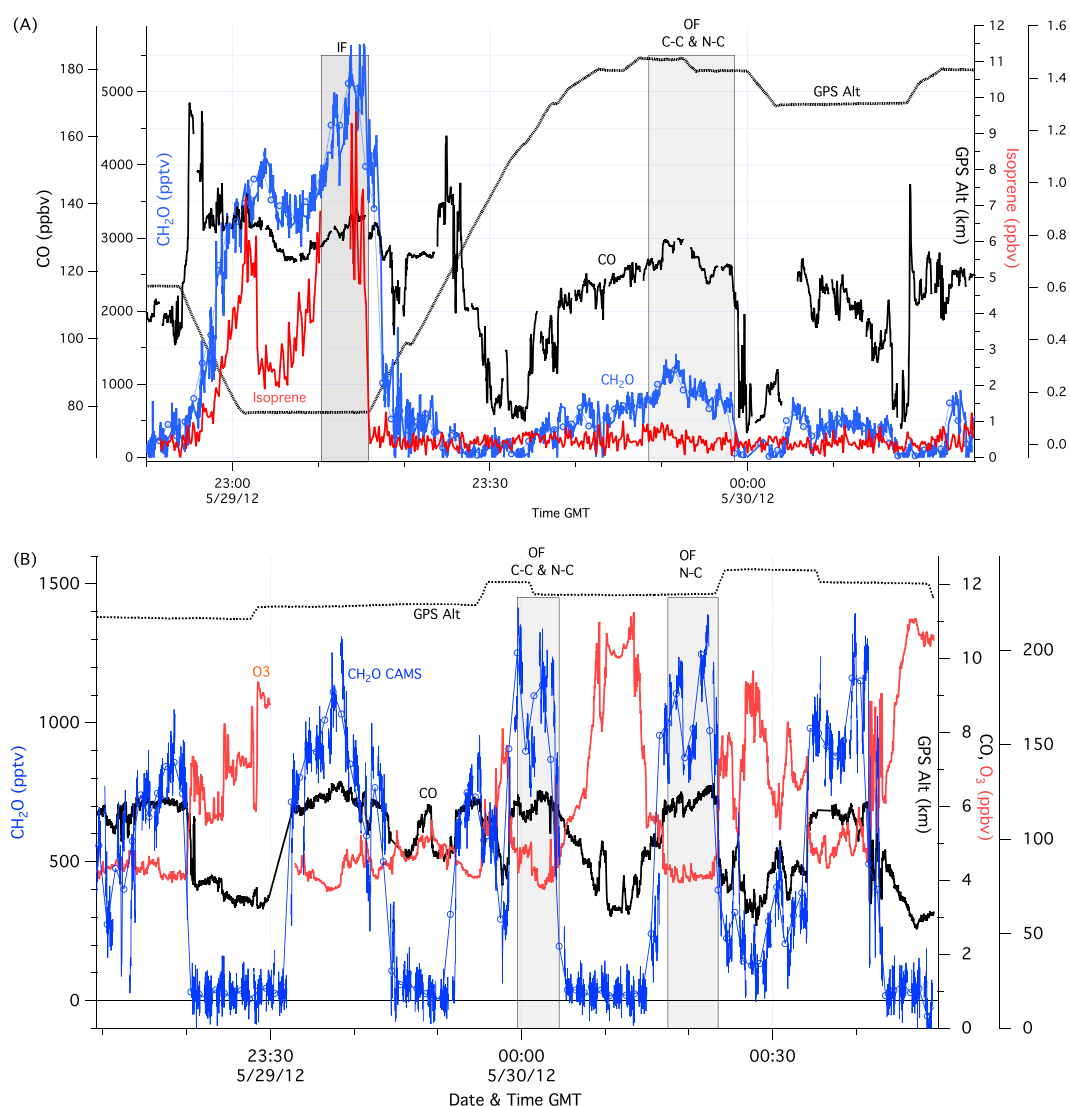 (A)
IF
OF
C-C & N-C
GPS Alt
CO
CH2O
Isoprene
CO (ppbv)
180
160
140
120
100
80
CH2O (pptv)
5000
4000
3000
2000
1000
0
GPS Alt (km)
12
11
10
9
8
7
6
5
4
3
2
1
0
Isoprene (ppbv)
1.6
1.4
1.2
1.0
0.8
0.6
0.4
0.2
0.0
23:00
5/29/12
23:30
00:00
5/30/12
Time GMT
(B)
OF
C-C & N-C
OF
N-C
GPS Alt
O3
CH2O CAMS
CO
CH2O (pptv)
1500
1000
500
0
GPS Alt (km)
12
10
8
6
4
2
0
CO, O3 (ppbv)
200
150
100
50
0
23:30
5/29/12
00:00
5/30/12
00:30
Date & Time GMT